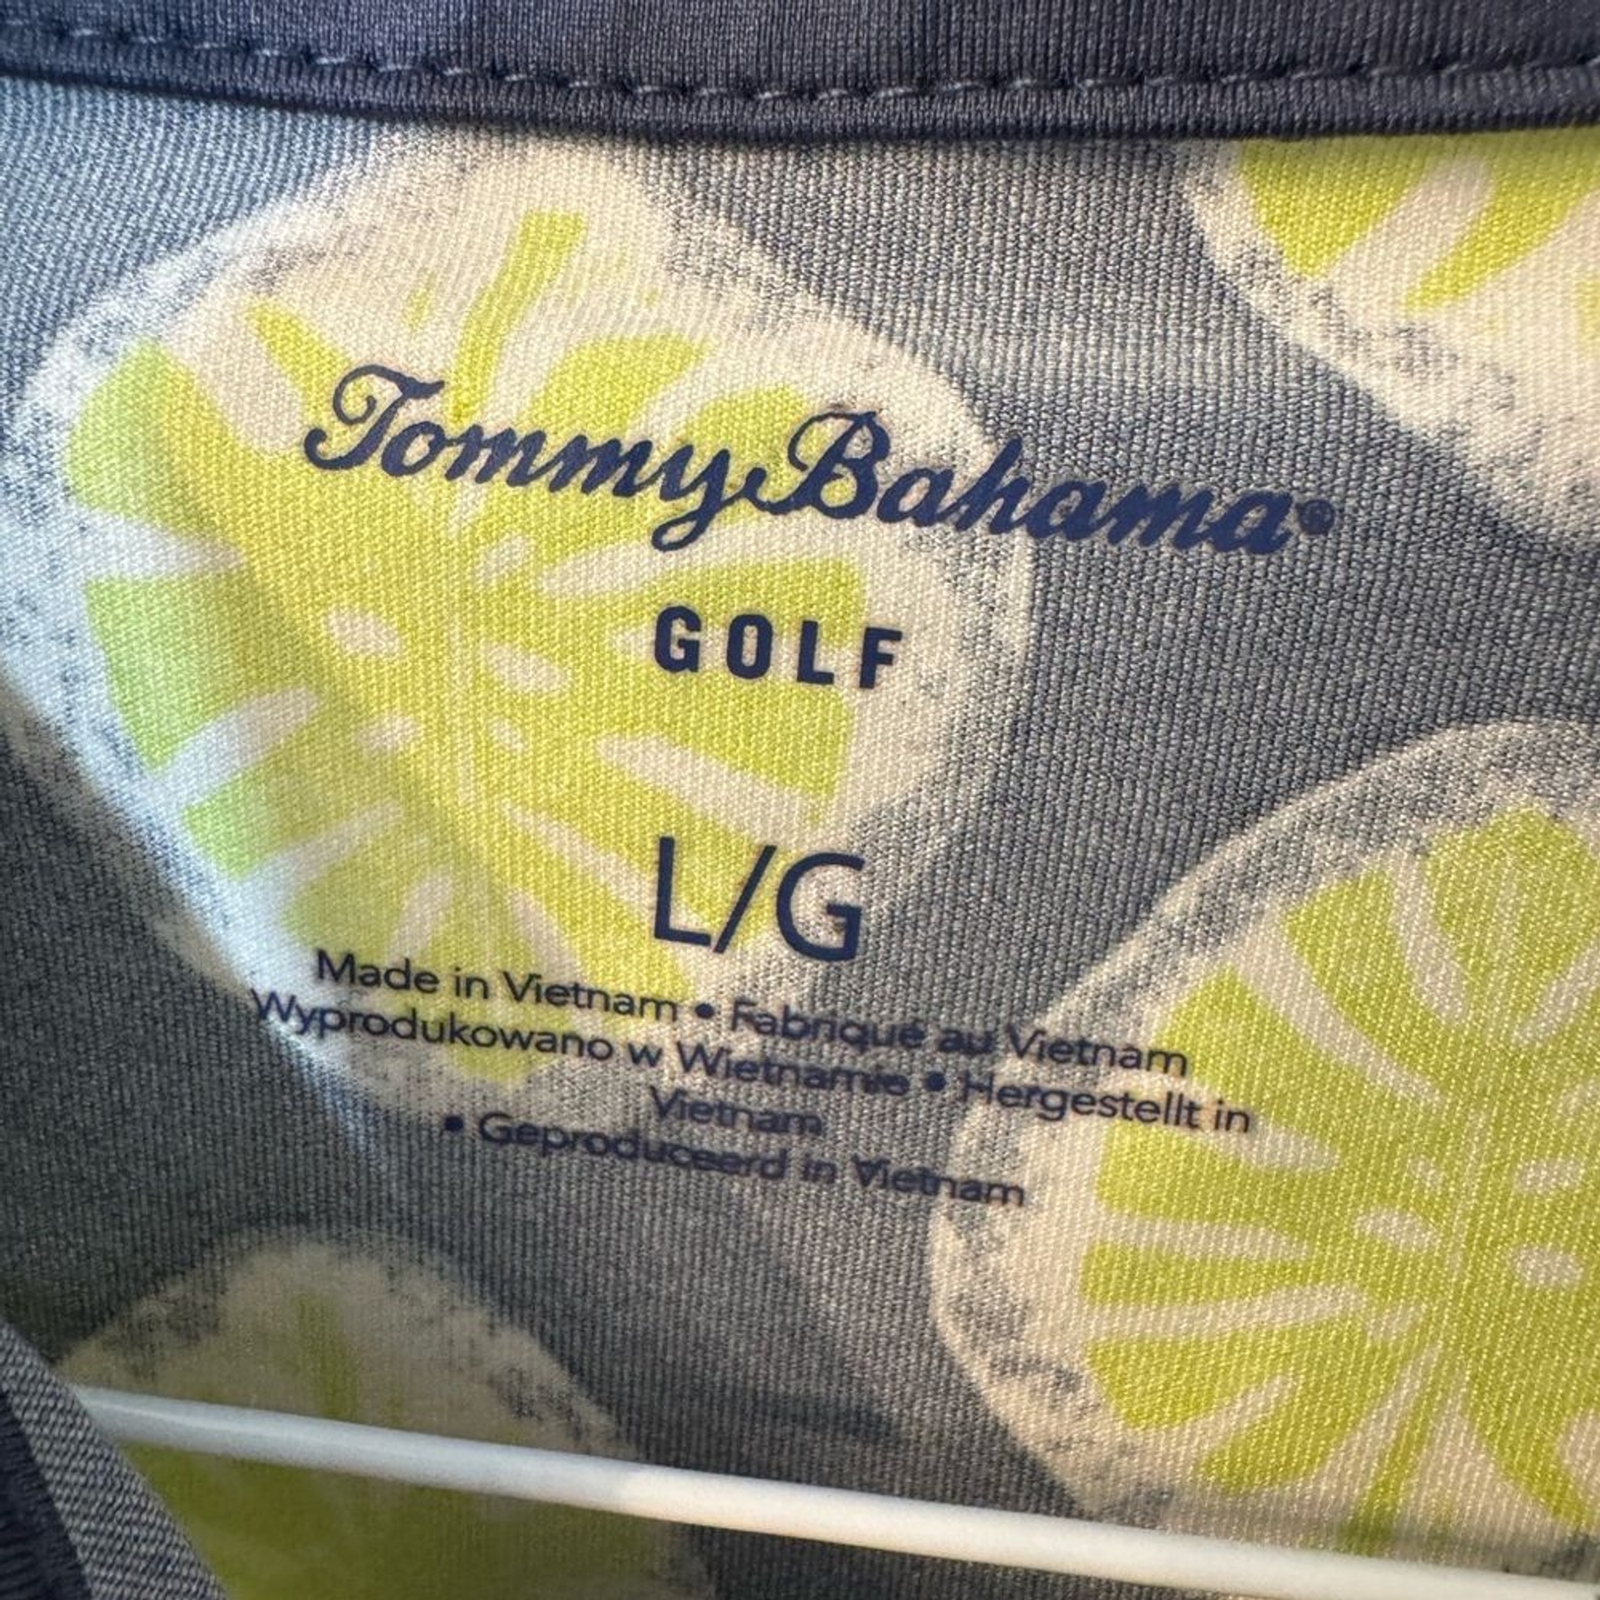 Tommy Bahama®
GOLF
L/G
Made in Vietnam • Fabriqué au Vietnam
Wyprodukowano w Wietnamie • Hergestellt in
Vietnam
• Geproduceerd in Vietnam